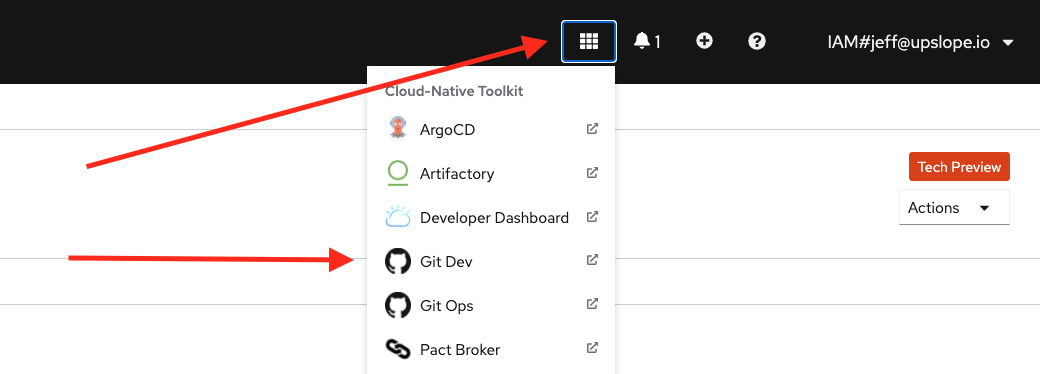 1
IAM#jeff@upslope.io
Cloud-Native Toolkit
ArgoCD
Artifactory
Tech Preview
Actions
Developer Dashboard
Git Dev
Git Ops
Pact Broker